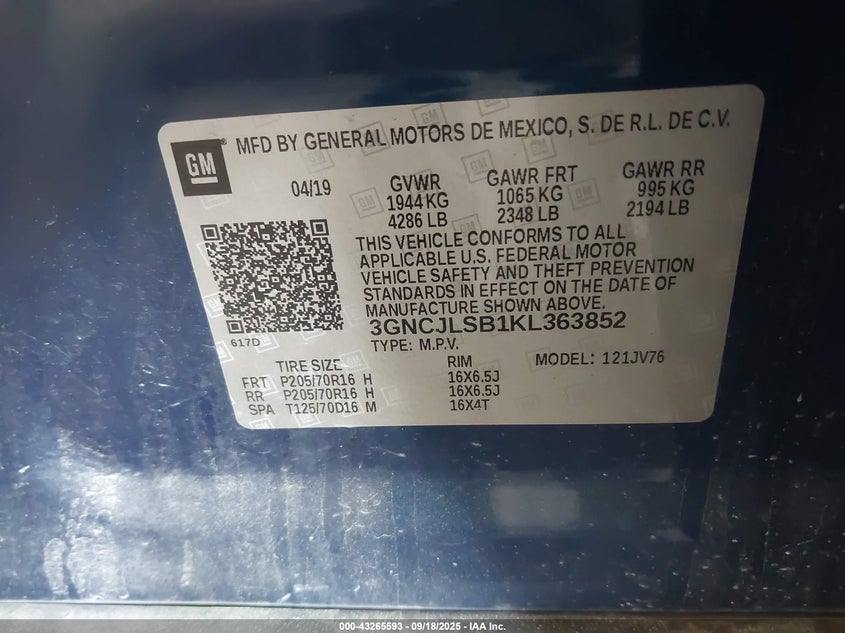 GM
MFD BY GENERAL MOTORS DE MEXICO, S. DE R.L. DE C.V.
04/19 GVWR GAWR FRT GAWR RR
1944 KG 1065 KG 995 KG
4286 LB 2348 LB 2194 LB
THIS VEHICLE CONFORMS TO ALL
APPLICABLE U.S. FEDERAL MOTOR
VEHICLE SAFETY AND THEFT PREVENTION
STANDARDS IN EFFECT ON THE DATE OF
MANUFACTURE SHOWN ABOVE.
3GNCJLSB1KL363852
617D TYPE: M.P.V.
TIRE SIZE RIM MODEL: 121JV76
FRT P205/70R16 H 16X6.5J
RR P205/70R16 H 16X6.5J
SPA T125/70D16 M 16X4T
000-43265593 - 09/18/2025 - IAA Inc.